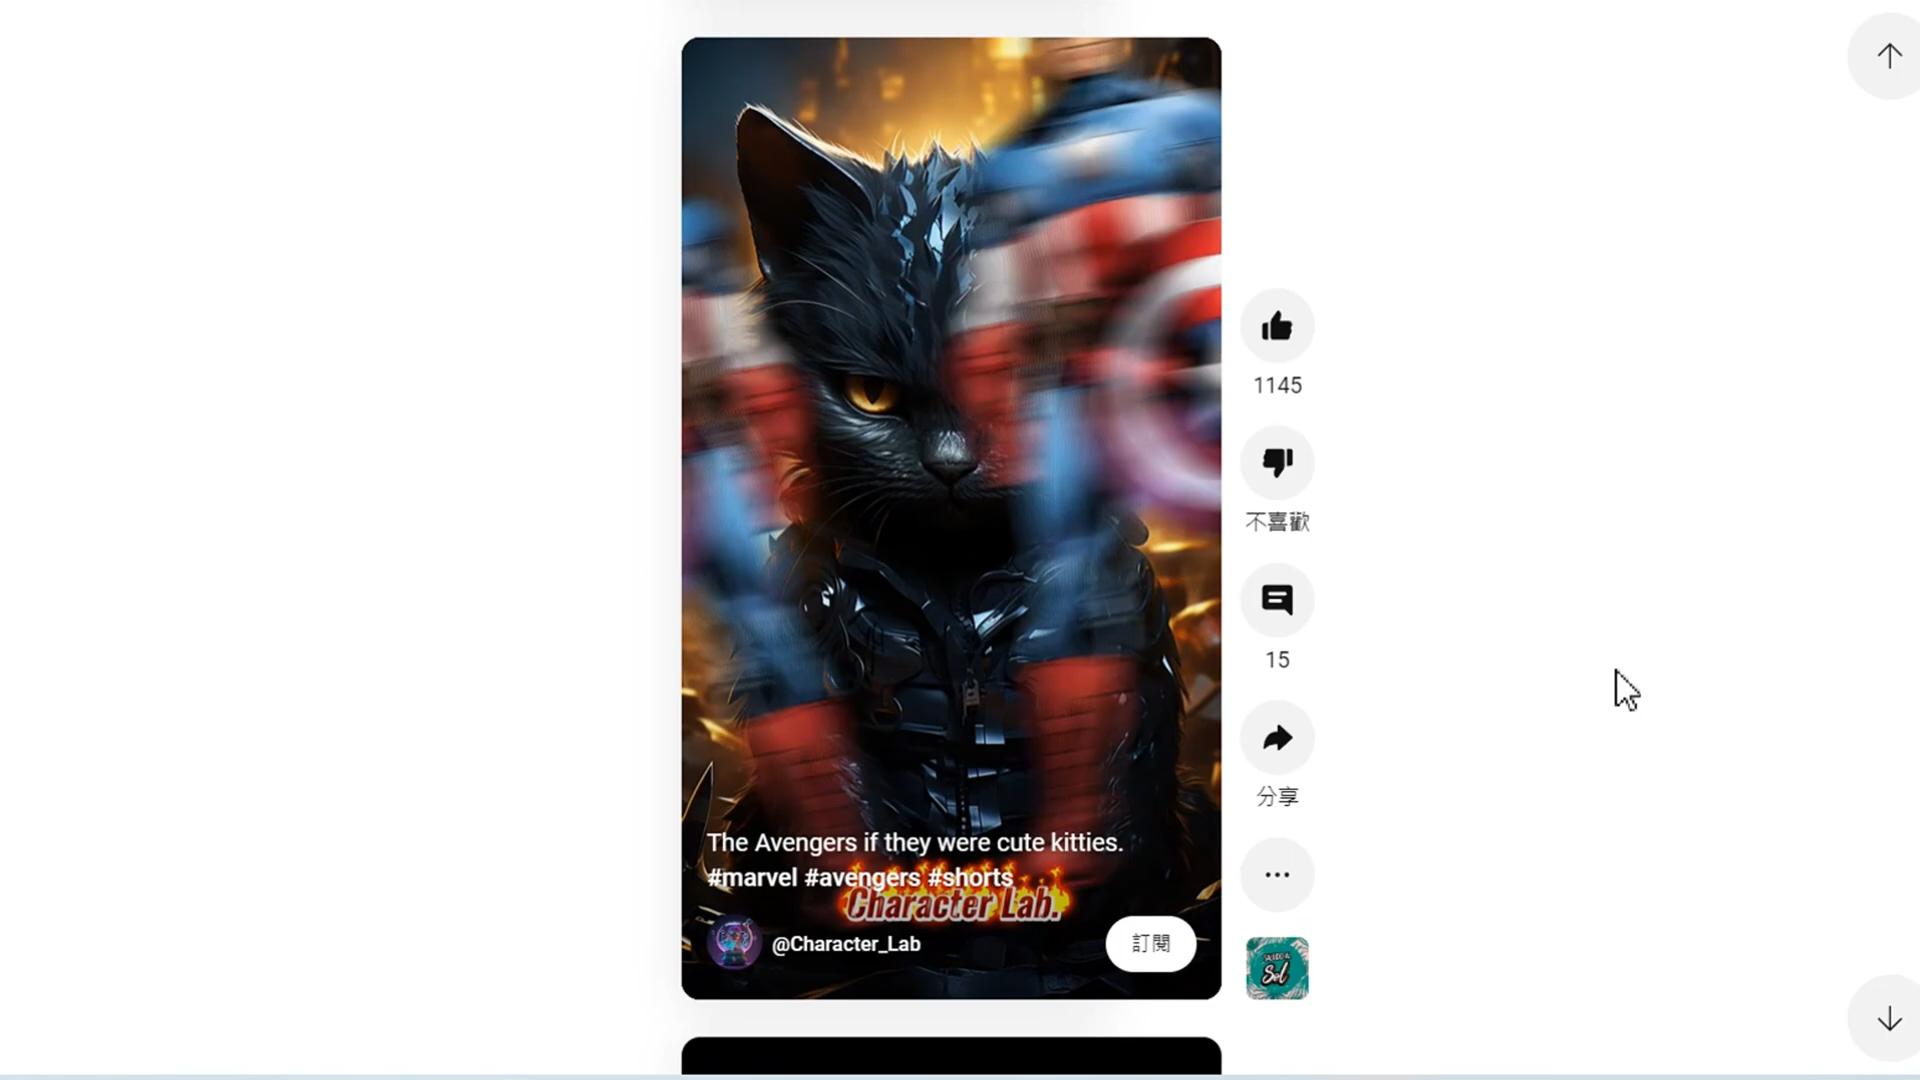 1145
不喜歡
15
分享
The Avengers if they were cute kitties.
#marvel #avengers #shorts
Character Lab.
@Character_Lab
訂閱
Sol